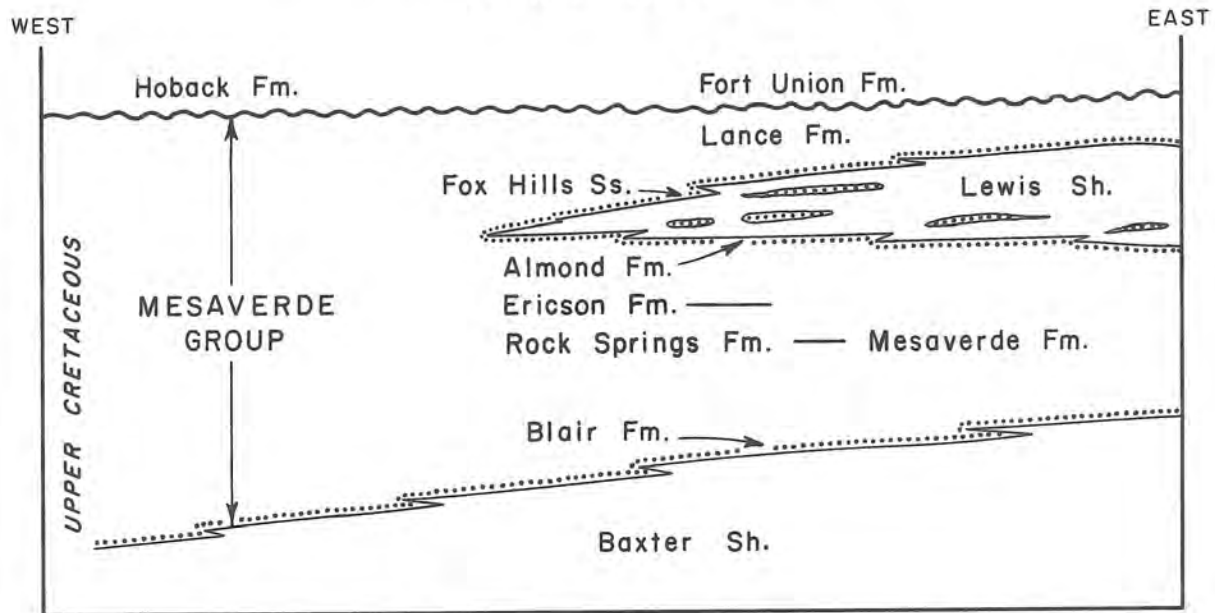 WEST
EAST
Hoback Fm.
Fort Union Fm.
Lance Fm.
Fox Hills Ss.
Lewis Sh.
Almond Fm.
Ericson Fm.
MESAVERDE
GROUP
Rock Springs Fm.
Mesaverde Fm.
UPPER CRETACEOUS
Blair Fm.
Baxter Sh.